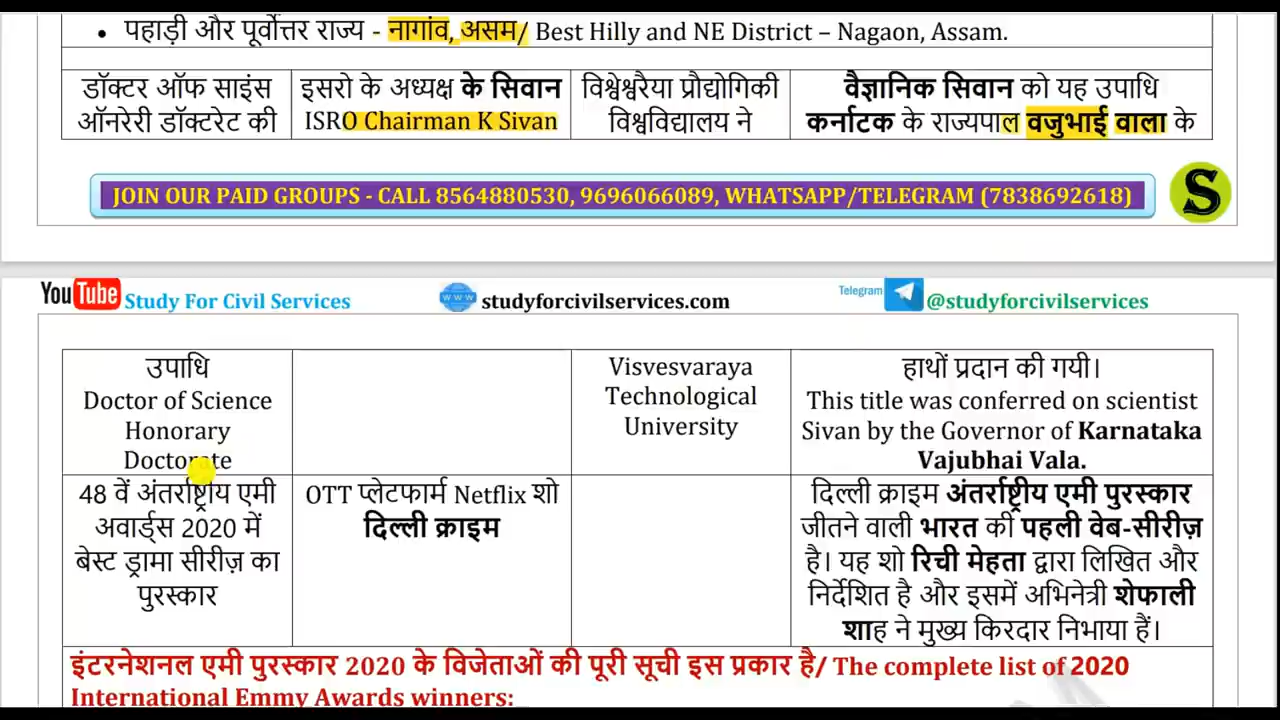 • पहाड़ी और पूर्वोत्तर राज्य - नागांव, असम/ Best Hilly and NE District – Nagaon, Assam.
डॉक्टर ऑफ साइंस
ऑनरेरी डॉक्टरेट की
इसरो के अध्यक्ष के सिवान
ISRO Chairman K Sivan
विश्वेश्वरैया प्रौद्योगिकी
विश्वविद्यालय ने
वैज्ञानिक सिवान को यह उपाधि
कर्नाटक के राज्यपाल वजुभाई वाला के
JOIN OUR PAID GROUPS - CALL 8564880530, 9696066089, WHATSAPP/TELEGRAM (7838692618)
S
YouTube Study For Civil Services
www studyforcivilservices.com
Telegram @studyforcivilservices
उपाधि
Doctor of Science
Honorary
Doctorate
Visvesvaraya
Technological
University
हाथों प्रदान की गयी।
This title was conferred on scientist
Sivan by the Governor of Karnataka
Vajubhai Vala.
48 वें अंतर्राष्ट्रीय एमी
अवार्ड्स 2020 में
बेस्ट ड्रामा सीरीज़ का
पुरस्कार
OTT प्लेटफार्म Netflix शो
दिल्ली क्राइम
दिल्ली क्राइम अंतर्राष्ट्रीय एमी पुरस्कार
जीतने वाली भारत की पहली वेब-सीरीज़
है। यह शो रिची मेहता द्वारा लिखित और
निर्देशित है और इसमें अभिनेत्री शेफाली
शाह ने मुख्य किरदार निभाया हैं।
इंटरनेशनल एमी पुरस्कार 2020 के विजेताओं की पूरी सूची इस प्रकार है/ The complete list of 2020
International Emmy Awards winners: